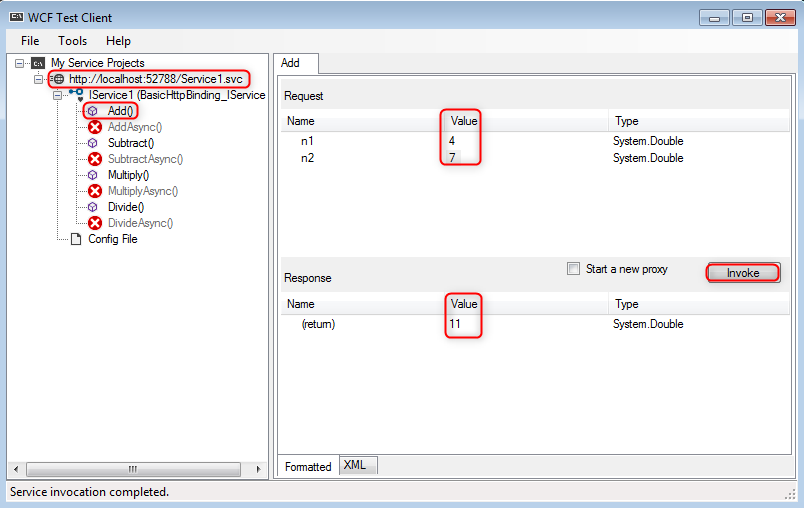 C:\ WCF Test Client
File Tools Help
My Service Projects
http://localhost:52788/Service1.svc
IService1 (BasicHttpBinding_IService
Add()
AddAsync()
Subtract()
SubtractAsync()
Multiply()
MultiplyAsync()
Divide()
DivideAsync()
Config File
Add
Request
Name Value Type
n1 4 System.Double
n2 7 System.Double
Start a new proxy Invoke
Response
Name Value Type
(return) 11 System.Double
Formatted XML
Service invocation completed.